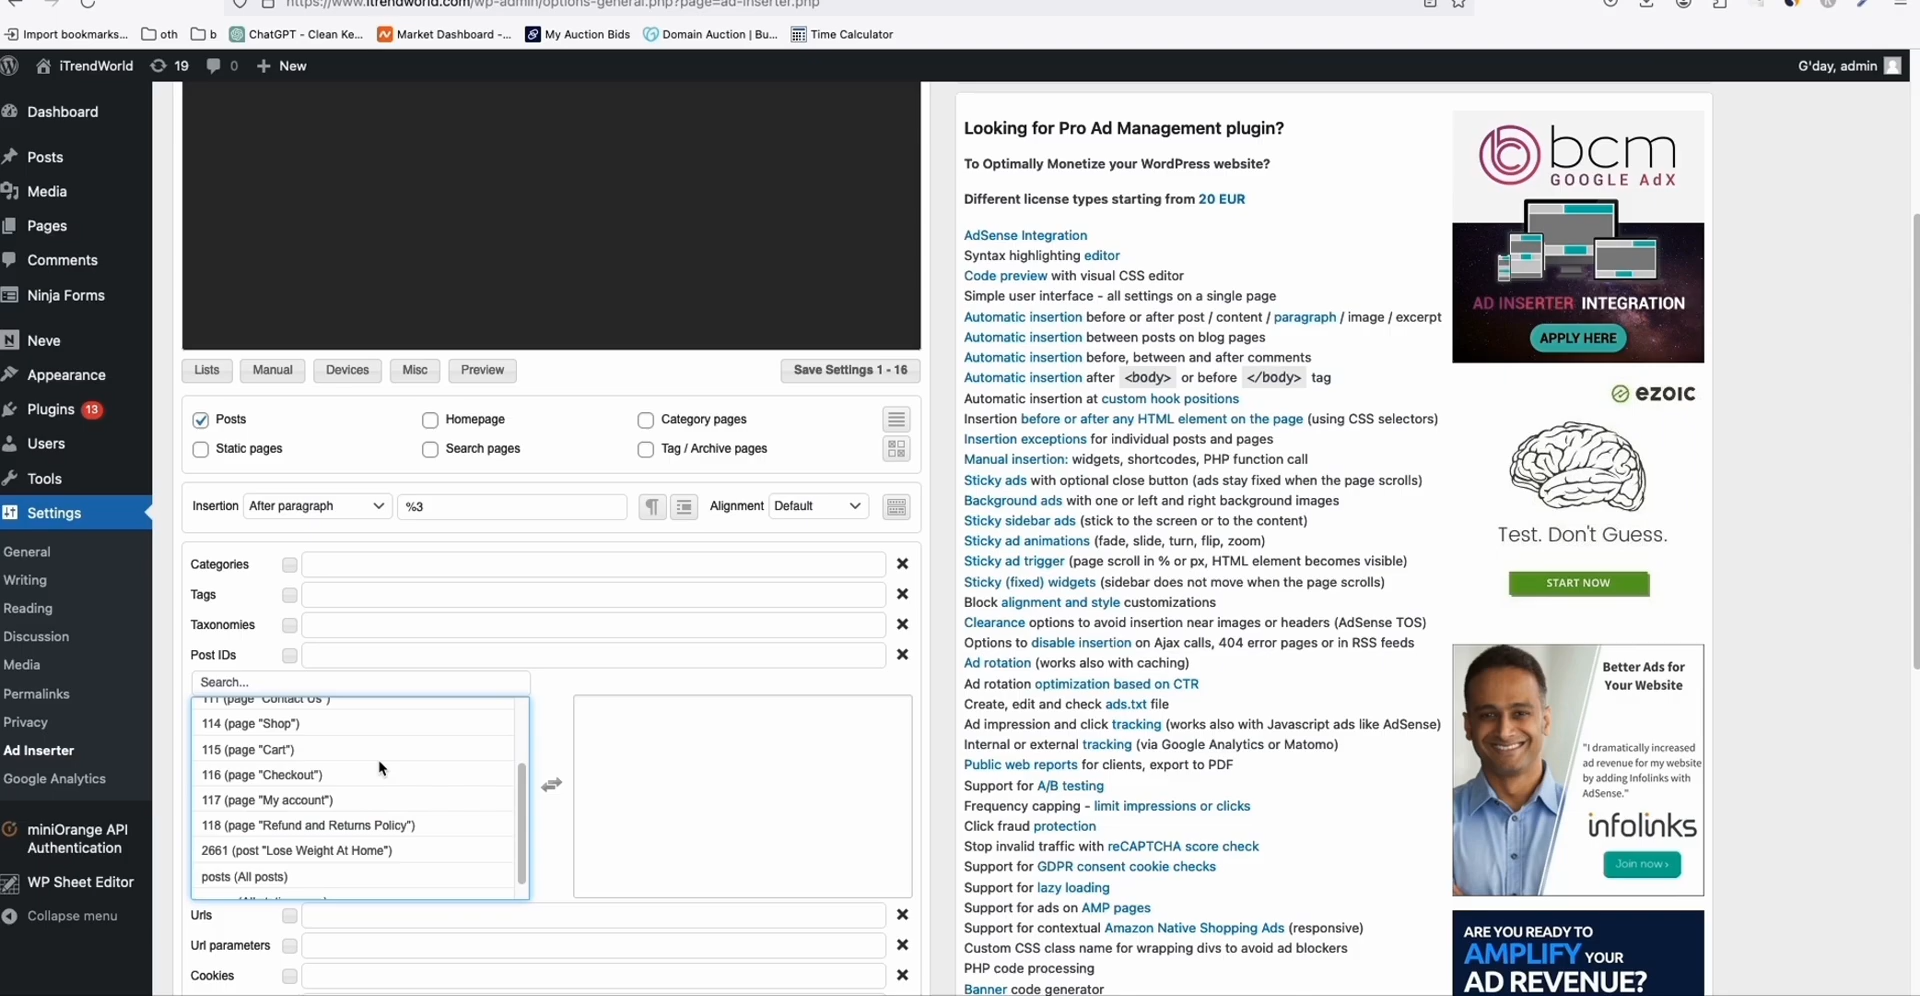 https://www.itrendworld.com/wp-admin/options-general.php?page=ad-inserter.php
Import bookmarks...
oth
b
ChatGPT - Clean Ke...
Market Dashboard -...
My Auction Bids
Domain Auction | Bu...
Time Calculator
iTrendWorld
19
0
New
G'day, admin
Dashboard
Posts
Media
Pages
Comments
Ninja Forms
Neve
Appearance
Plugins 13
Users
Tools
Settings
General
Writing
Reading
Discussion
Media
Permalinks
Privacy
Ad Inserter
Google Analytics
miniOrange API
Authentication
WP Sheet Editor
Collapse menu
Lists
Manual
Devices
Misc
Preview
Save Settings 1 - 16
Posts
Homepage
Category pages
Static pages
Search pages
Tag / Archive pages
Insertion
After paragraph
%3
Alignment
Default
Categories
Tags
Taxonomies
Post IDs
Search...
111 (page "Contact Us")
114 (page "Shop")
115 (page "Cart")
116 (page "Checkout")
117 (page "My account")
118 (page "Refund and Returns Policy")
2661 (post "Lose Weight At Home")
posts (All posts)
Urls
Url parameters
Cookies
Looking for Pro Ad Management plugin?
To Optimally Monetize your WordPress website?
Different license types starting from 20 EUR
AdSense Integration
Syntax highlighting editor
Code preview with visual CSS editor
Simple user interface - all settings on a single page
Automatic insertion before or after post / content / paragraph / image / excerpt
Automatic insertion between posts on blog pages
Automatic insertion before, between and after comments
Automatic insertion after <body> or before </body> tag
Automatic insertion at custom hook positions
Insertion before or after any HTML element on the page (using CSS selectors)
Insertion exceptions for individual posts and pages
Manual insertion: widgets, shortcodes, PHP function call
Sticky ads with optional close button (ads stay fixed when the page scrolls)
Background ads with one or left and right background images
Sticky sidebar ads (stick to the screen or to the content)
Sticky ad animations (fade, slide, turn, flip, zoom)
Sticky ad trigger (page scroll in % or px, HTML element becomes visible)
Sticky (fixed) widgets (sidebar does not move when the page scrolls)
Block alignment and style customizations
Clearance options to avoid insertion near images or headers (AdSense TOS)
Options to disable insertion on Ajax calls, 404 error pages or in RSS feeds
Ad rotation (works also with caching)
Ad rotation optimization based on CTR
Create, edit and check ads.txt file
Ad impression and click tracking (works also with Javascript ads like AdSense)
Internal or external tracking (via Google Analytics or Matomo)
Public web reports for clients, export to PDF
Support for A/B testing
Frequency capping - limit impressions or clicks
Click fraud protection
Stop invalid traffic with reCAPTCHA score check
Support for GDPR consent cookie checks
Support for lazy loading
Support for ads on AMP pages
Support for contextual Amazon Native Shopping Ads (responsive)
Custom CSS class name for wrapping divs to avoid ad blockers
PHP code processing
Banner code generator
bcm
GOOGLE AdX
AD INSERTER INTEGRATION
APPLY HERE
ezoic
Test. Don't Guess.
START NOW
Better Ads for
Your Website
"I dramatically increased
ad revenue for my website
by adding Infolinks with
AdSense."
infolinks
Join now ›
ARE YOU READY TO
AMPLIFY YOUR
AD REVENUE?